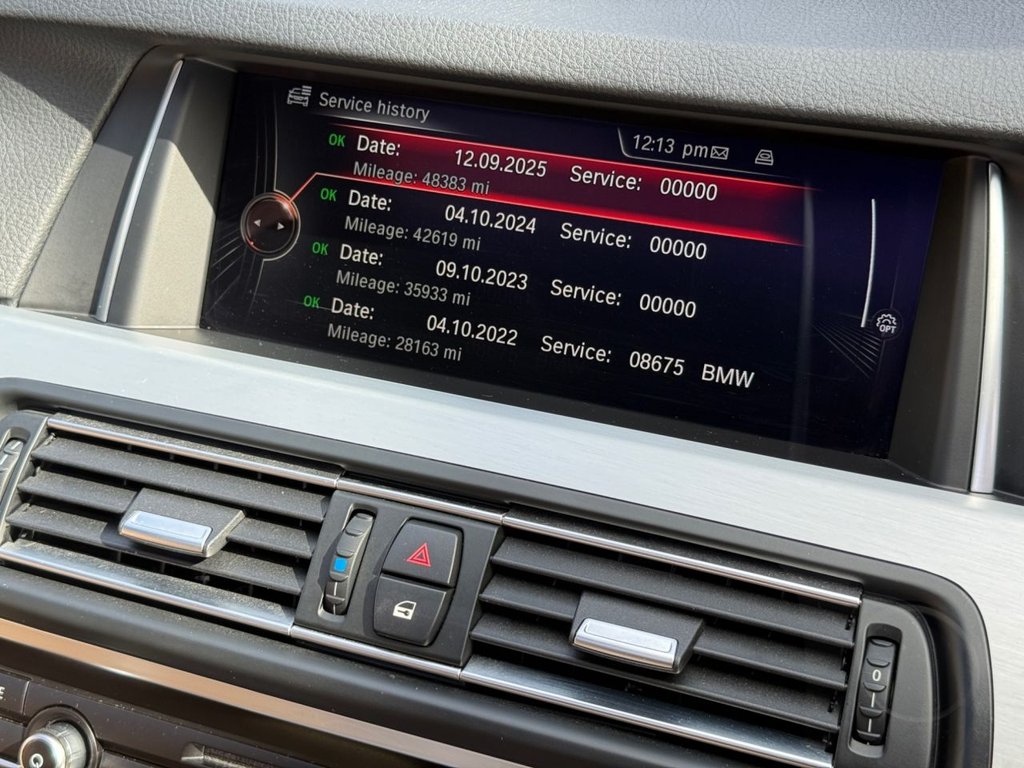 Service history
12:13 pm
OK Date: 12.09.2025 Service: 00000
Mileage: 48383 mi
OK Date: 04.10.2024 Service: 00000
Mileage: 42619 mi
OK Date: 09.10.2023 Service: 00000
Mileage: 35933 mi
OK Date: 04.10.2022 Service: 08675 BMW
Mileage: 28163 mi
OPT
0